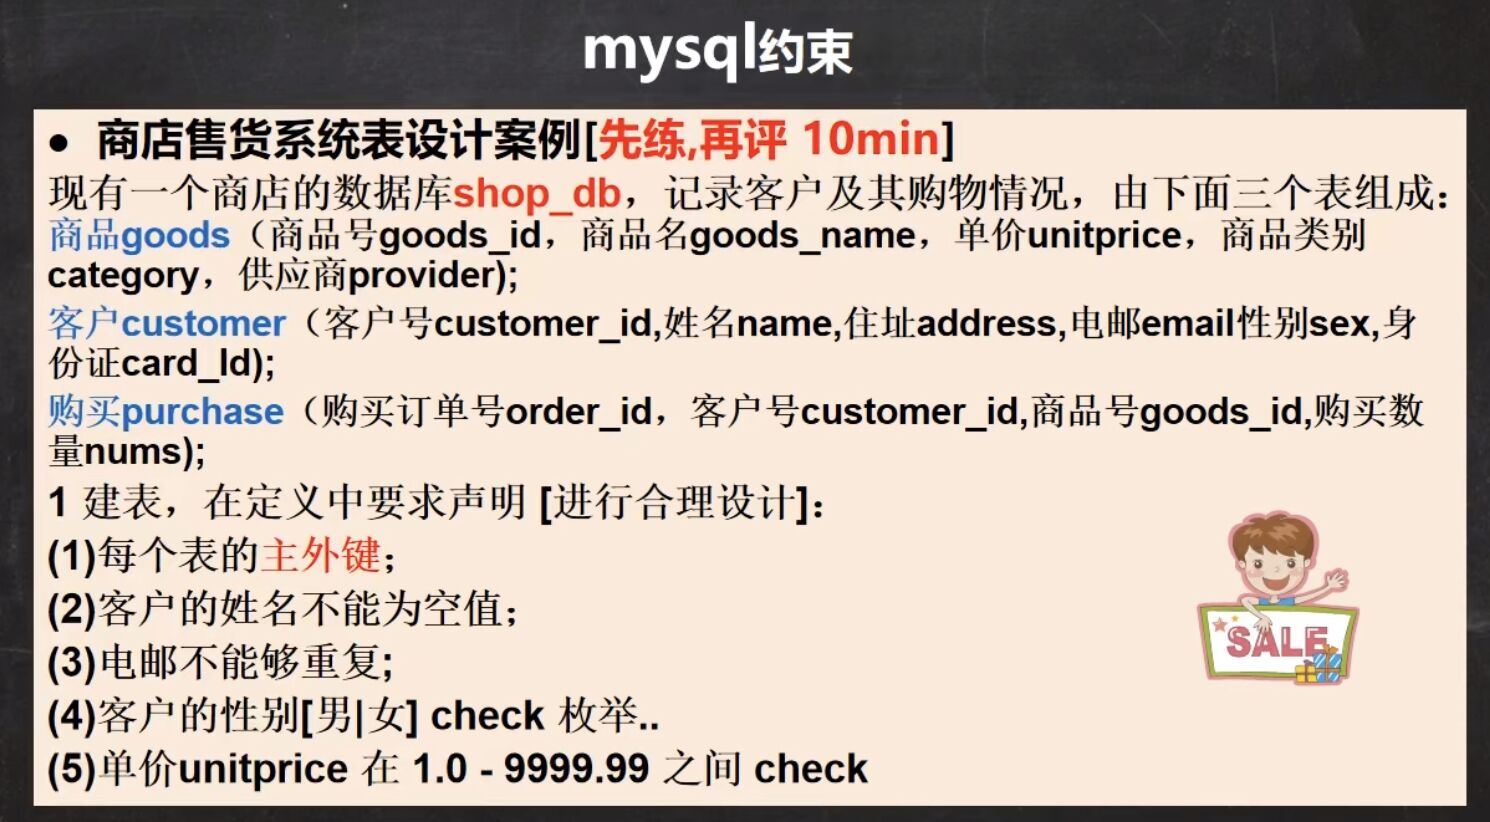 mysql约束
● 商店售货系统表设计案例[先练,再评 10min]
现有一个商店的数据库shop_db，记录客户及其购物情况，由下面三个表组成：
商品goods（商品号goods_id，商品名goods_name，单价unitprice，商品类别
category，供应商provider);
客户customer（客户号customer_id,姓名name,住址address,电邮email性别sex,身
份证card_Id);
购买purchase（购买订单号order_id，客户号customer_id,商品号goods_id,购买数
量nums);
1 建表，在定义中要求声明 [进行合理设计]：
(1)每个表的主外键；
(2)客户的姓名不能为空值；
(3)电邮不能够重复;
(4)客户的性别[男|女] check 枚举..
(5)单价unitprice 在 1.0 - 9999.99 之间 check
SALE